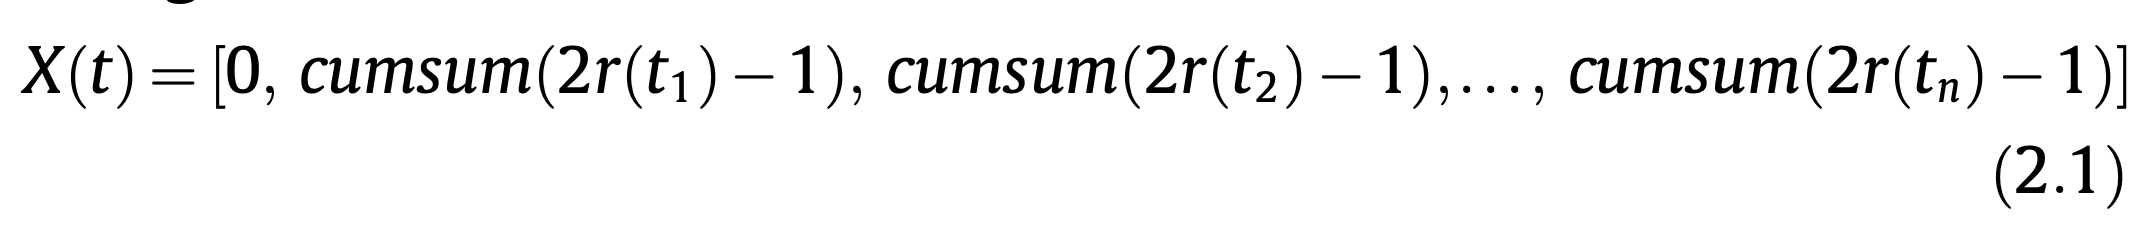 X(t) = [0, cumsum(2r(t₁) − 1), cumsum(2r(t₂) − 1),..., cumsum(2r(tₙ) − 1)]
(2.1)